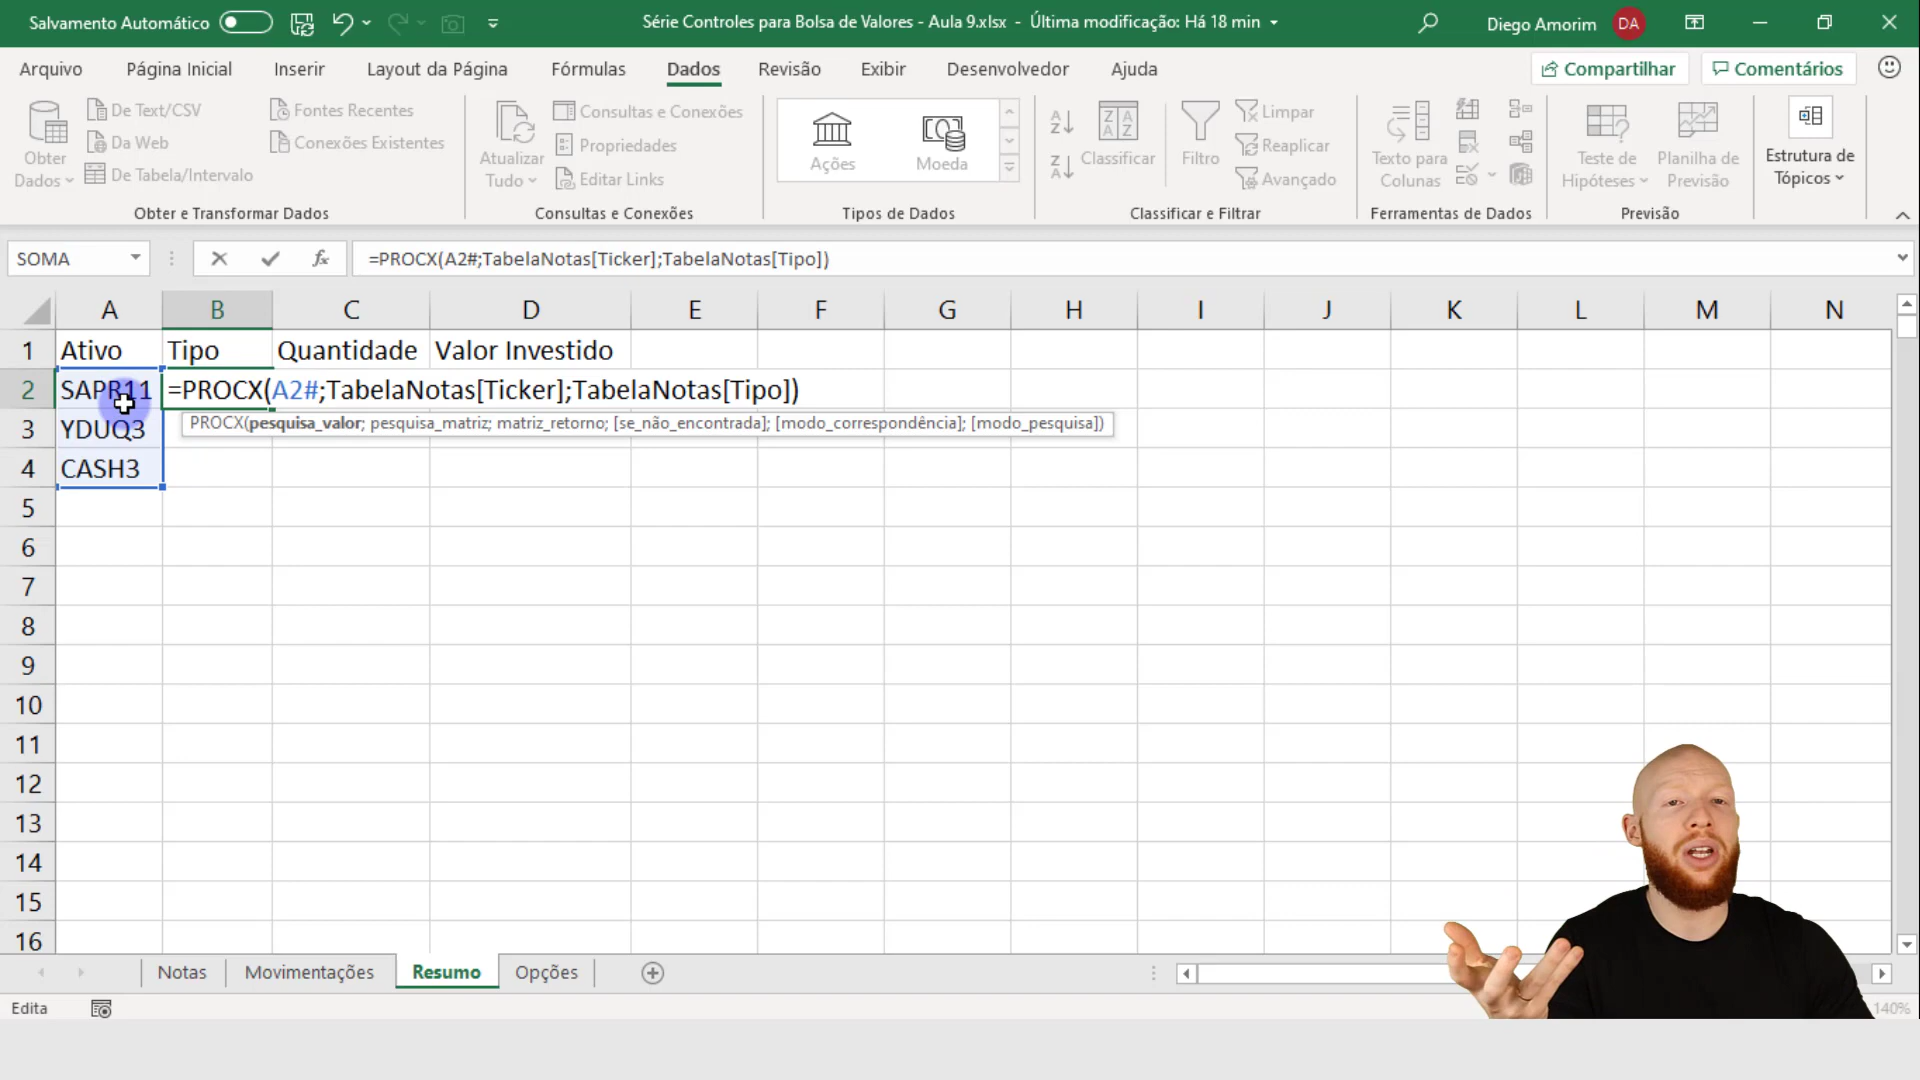 Salvamento Automático
Série Controles para Bolsa de Valores - Aula 9.xlsx - Última modificação: Há 18 min
Diego Amorim
DA
Arquivo
Página Inicial
Inserir
Layout da Página
Fórmulas
Dados
Revisão
Exibir
Desenvolvedor
Ajuda
Compartilhar
Comentários
Obter
Dados
De Text/CSV
Da Web
De Tabela/Intervalo
Fontes Recentes
Conexões Existentes
Obter e Transformar Dados
Atualizar
Tudo
Consultas e Conexões
Propriedades
Editar Links
Consultas e Conexões
Ações
Moeda
Tipos de Dados
Classificar
Filtro
Limpar
Reaplicar
Avançado
Classificar e Filtrar
Texto para
Colunas
Ferramentas de Dados
Teste de
Hipóteses
Planilha de
Previsão
Previsão
Estrutura de
Tópicos
SOMA
fx
=PROCX(A2#;TabelaNotas[Ticker];TabelaNotas[Tipo])
A B C D E F G H I J K L M N
1 Ativo Tipo Quantidade Valor Investido
2 SAPR11 =PROCX(A2#;TabelaNotas[Ticker];TabelaNotas[Tipo])
PROCX(pesquisa_valor; pesquisa_matriz; matriz_retorno; [se_não_encontrada]; [modo_correspondência]; [modo_pesquisa])
3 YDUQ3
4 CASH3
5
6
7
8
9
10
11
12
13
14
15
16
Notas
Movimentações
Resumo
Opções
Edita
140%